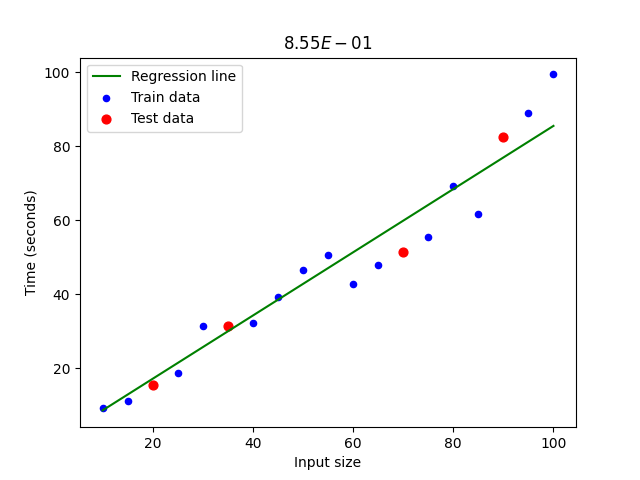 8.55E − 01
Regression line
Train data
Test data
Time (seconds)
100
80
60
40
20
20 40 60 80 100
Input size